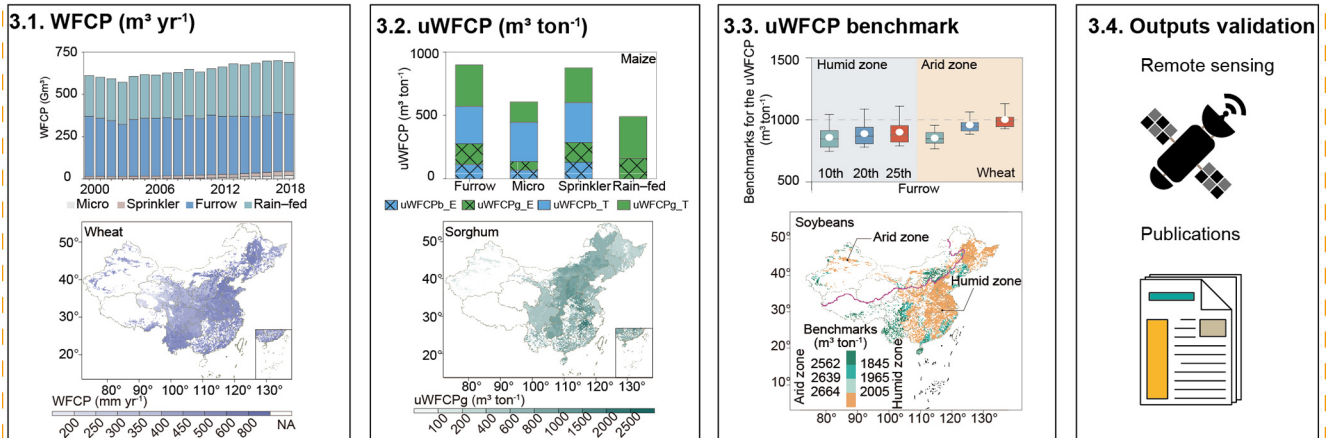 3.1. WFCP (m³ yr⁻¹)
750
500
250
0
WFCP (Gm³)
2000 2006 2012 2018
Micro Sprinkler Furrow Rain–fed
Wheat
50°
40°
30°
20°
80° 90° 100° 110° 120° 130°
WFCP (mm yr⁻¹)
200 250 300 350 400 450 500 600 800 NA
3.2. uWFCP (m³ ton⁻¹)
Maize
1000
500
0
uWFCP (m³ ton⁻¹)
Furrow Micro Sprinkler Rain–fed
uWFCPb_E uWFCPg_E uWFCPb_T uWFCPg_T
Sorghum
50°
40°
30°
20°
80° 90° 100° 110° 120° 130°
uWFCPg (m³ ton⁻¹)
100 200 400 600 800 1000 1500 2000 2500
3.3. uWFCP benchmark
Benchmarks for the uWFCP
(m³ ton⁻¹)
1500
1000
500
Humid zone Arid zone
10th 20th 25th Wheat
Furrow
Soybeans
Arid zone
Humid zone
50°
40°
30°
20°
10°
Benchmarks
(m³ ton⁻¹)
Arid zone
2562 1845
2639 1965
2664 2005
Humid zone
80° 90° 100° 110° 120° 130°
3.4. Outputs validation
Remote sensing
Publications